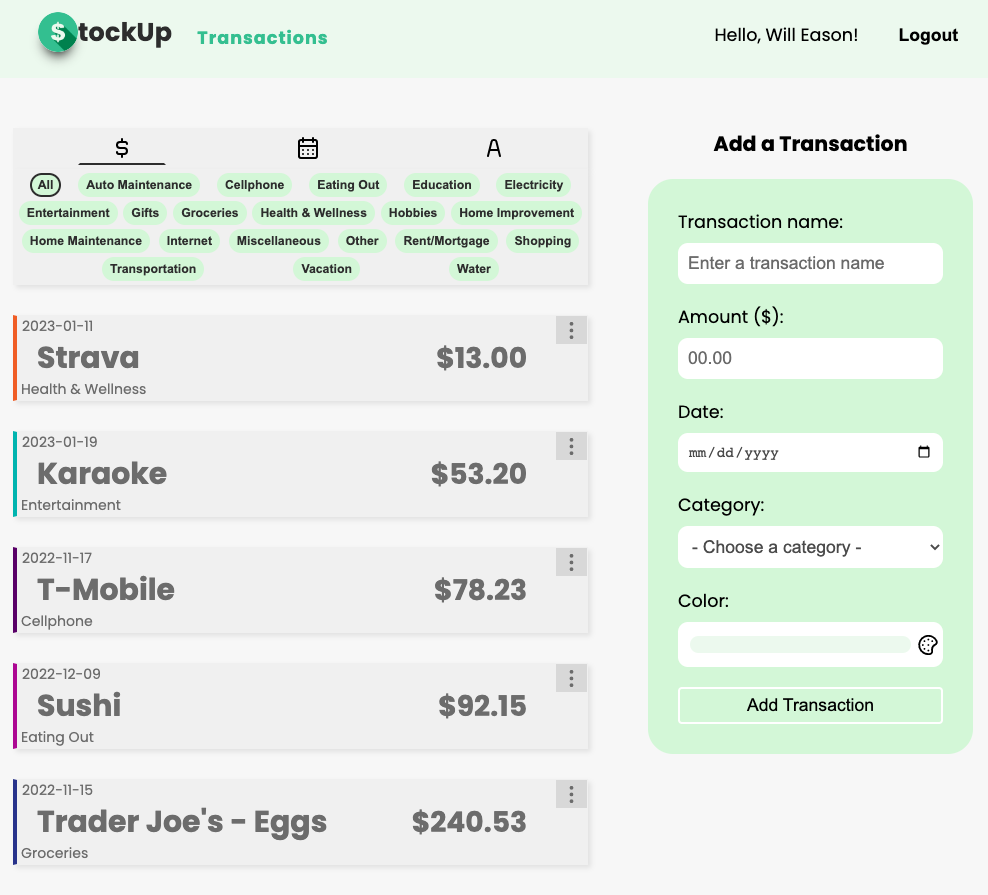 $tockUp Transactions Hello, Will Eason! Logout
$ A
All Auto Maintenance Cellphone Eating Out Education Electricity
Entertainment Gifts Groceries Health & Wellness Hobbies Home Improvement
Home Maintenance Internet Miscellaneous Other Rent/Mortgage Shopping
Transportation Vacation Water
2023-01-11
Strava $13.00
Health & Wellness
2023-01-19
Karaoke $53.20
Entertainment
2022-11-17
T-Mobile $78.23
Cellphone
2022-12-09
Sushi $92.15
Eating Out
2022-11-15
Trader Joe's - Eggs $240.53
Groceries
Add a Transaction
Transaction name:
Enter a transaction name
Amount ($):
00.00
Date:
mm/dd/yyyy
Category:
- Choose a category -
Color:
Add Transaction